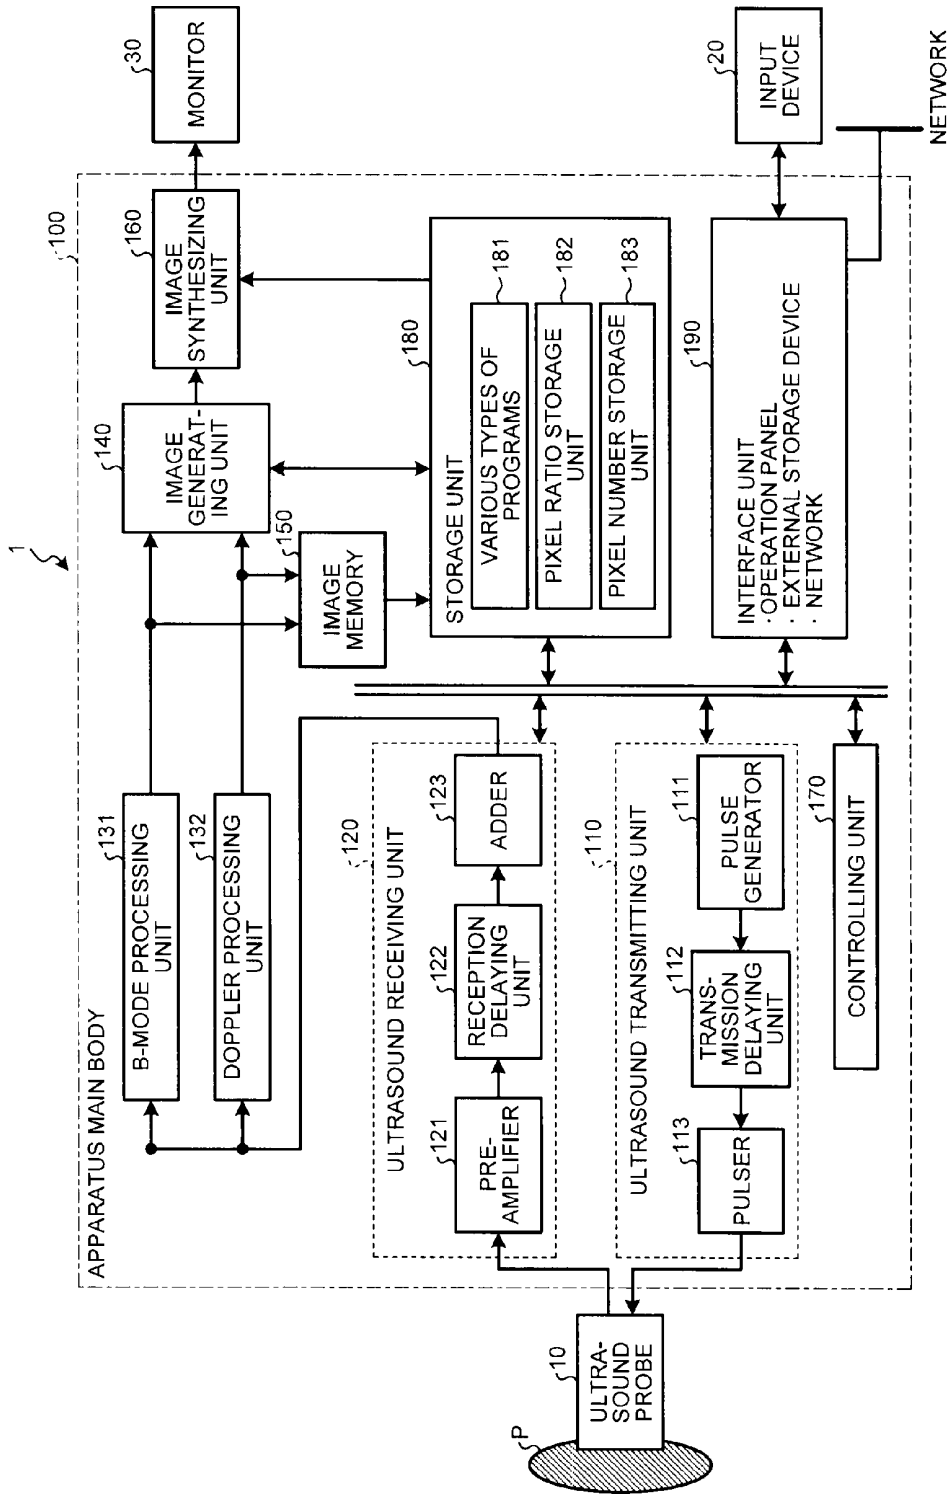 1
100
APPARATUS MAIN BODY
131
B-MODE PROCESSING
UNIT
132
DOPPLER PROCESSING
UNIT
140
IMAGE
GENERAT-
ING UNIT
160
IMAGE
SYNTHESIZING
UNIT
30
MONITOR
150
IMAGE
MEMORY
180
STORAGE UNIT
181
VARIOUS TYPES OF
PROGRAMS
182
PIXEL RATIO STORAGE
UNIT
183
PIXEL NUMBER STORAGE
UNIT
120
ULTRASOUND RECEIVING UNIT
121
PRE-
AMPLIFIER
122
RECEPTION
DELAYING
UNIT
123
ADDER
110
ULTRASOUND TRANSMITTING UNIT
113
PULSER
112
TRANS-
MISSION
DELAYING
UNIT
111
PULSE
GENERATOR
170
CONTROLLING UNIT
190
INTERFACE UNIT
· OPERATION PANEL
· EXTERNAL STORAGE DEVICE
· NETWORK
20
INPUT
DEVICE
NETWORK
P
10
ULTRA-
SOUND
PROBE